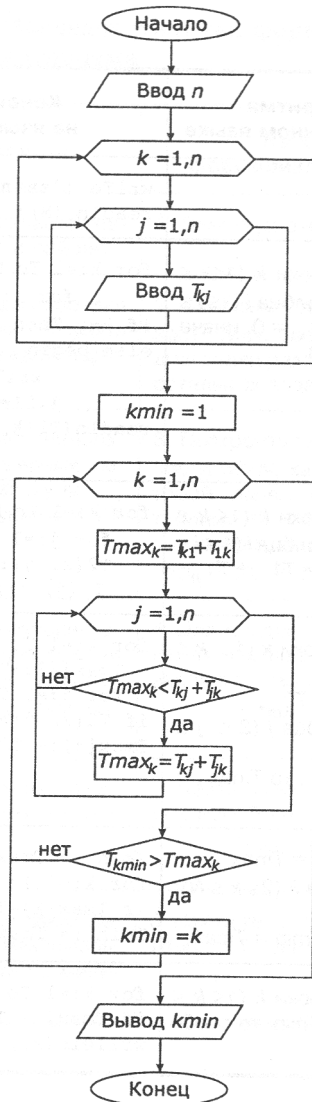 Начало
Ввод n
k = 1,n
j = 1,n
Ввод Tkj
kmin = 1
k = 1,n
Tmaxk=Tk1+T1k
j = 1,n
нет
Tmaxk<Tkj+Tjk
да
Tmaxk=Tkj+Tjk
нет
Tkmin>Tmaxk
да
kmin = k
Вывод kmin
Конец